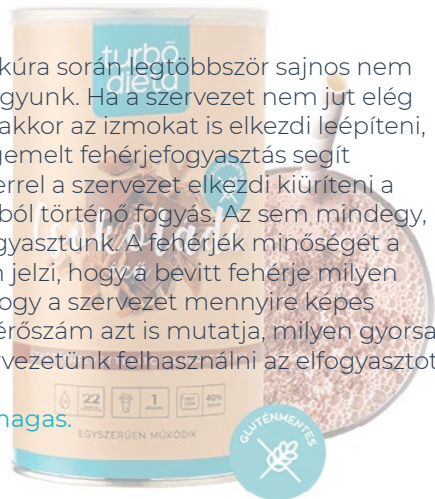 turbó
diéta
kúra során legtöbbször sajnos nem
gyunk. Ha a szervezet nem jut elég
akkor az izmokat is elkezdi leépíteni,
gemelt fehérjefogyasztás segít
errel a szervezet elkezdi kiüríteni a
ból történő fogyás. Az sem mindegy,
gyasztunk. A fehérjék minőségét a
n jelzi, hogy a bevitt fehérje milyen
hogy a szervezet mennyire képes
érőszám azt is mutatja, milyen gyorsa
rvezetünk felhasználni az elfogyasztot
magas.
22 1 40%
EGYSZERŰEN MŰKÖDIK
GLUTÉNMENTES